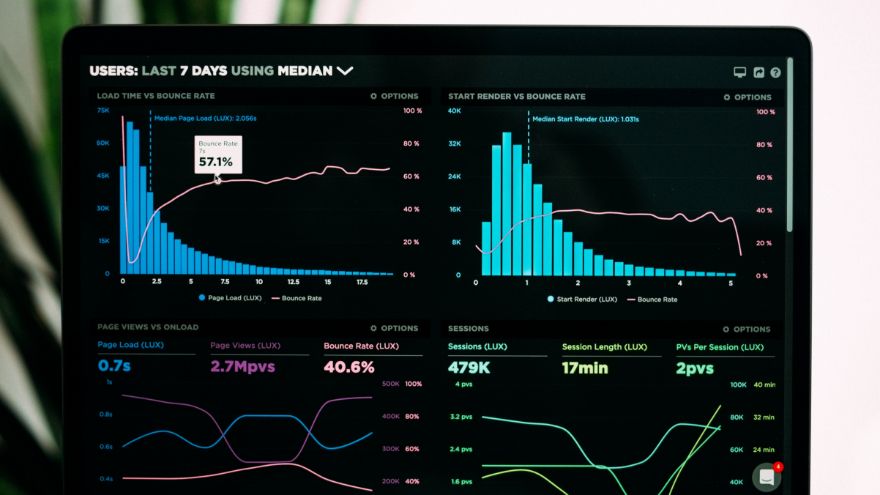 USERS: LAST 7 DAYS USING MEDIAN
LOAD TIME VS BOUNCE RATE
OPTIONS
75K
100 %
Median Page Load (LUX): 2.056s
60K
80 %
Bounce Rate
7s
57.1%
45K
60 %
30K
40 %
15K
20 %
0
0 %
0 2.5 5 7.5 10 12.5 15 17.5
Page Load (LUX) Bounce Rate
START RENDER VS BOUNCE RATE
OPTIONS
40K
100 %
Median Start Render (LUX): 1.031s
32K
80 %
24K
60 %
16K
40 %
8K
20 %
0
0 %
0 1 2 3 4 5
Start Render (LUX) Bounce Rate
PAGE VIEWS VS ONLOAD
OPTIONS
Page Load (LUX) Page Views (LUX) Bounce Rate (LUX)
0.7s 2.7Mpvs 40.6%
1s 500K 100%
0.8s 400K 80%
0.6s 300K 60%
0.4s 200K 40%
SESSIONS
OPTIONS
Sessions (LUX) Session Length (LUX) PVs Per Session (LUX)
479K 17min 2pvs
4 pvs 100K 40 min
3.2 pvs 80K 32 min
2.4 pvs 60K 24 min
1.6 pvs 40K
4